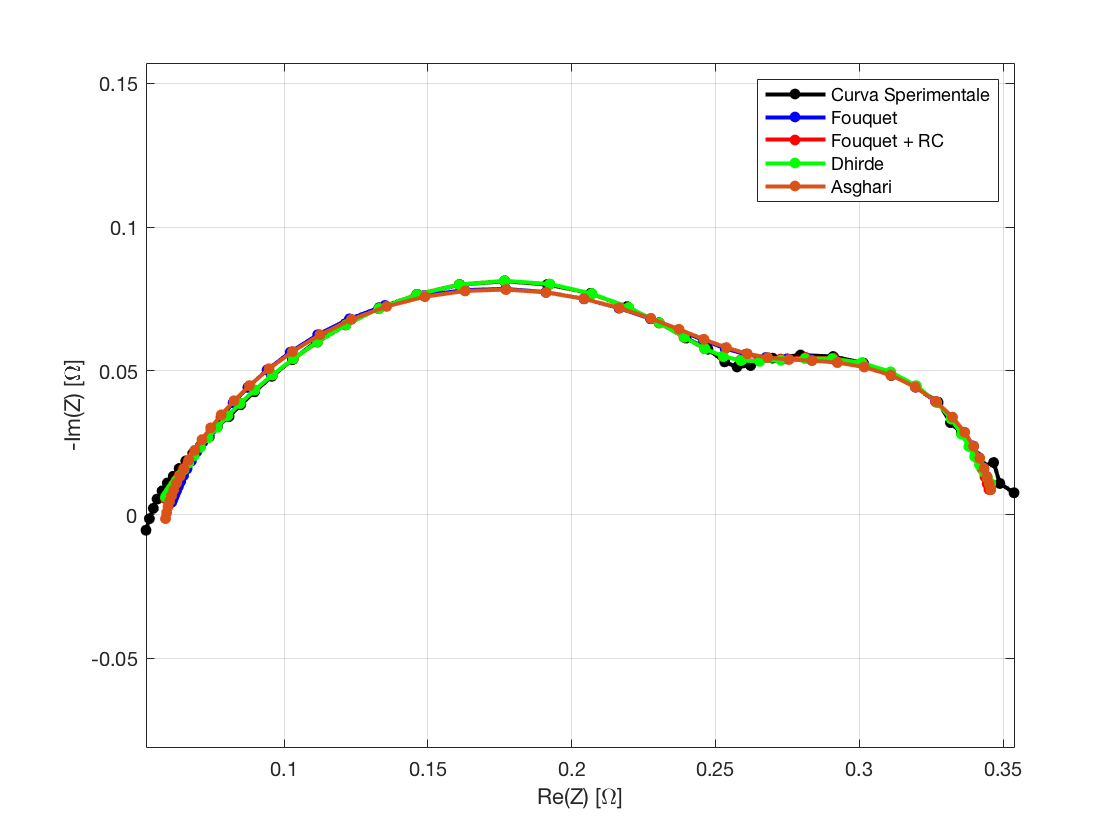 0.15
0.1
0.05
0
-0.05
-Im(Z) [Ω]
Curva Sperimentale
Fouquet
Fouquet + RC
Dhirde
Asghari
0.1
0.15
0.2
0.25
0.3
0.35
Re(Z) [Ω]